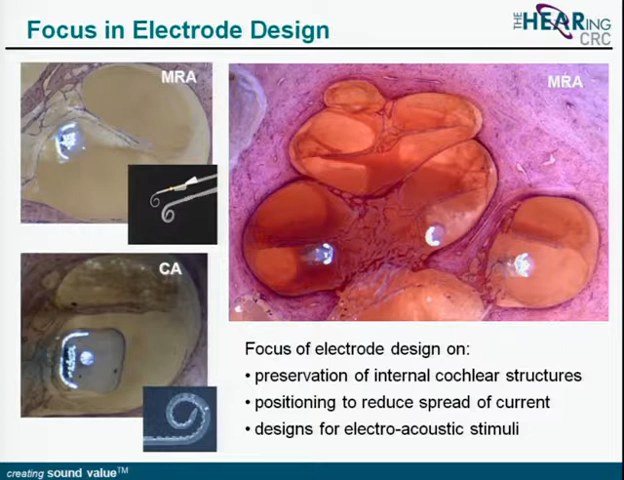 Focus in Electrode Design
THE HEARING
CRC
MRA
MRA
CA
Focus of electrode design on:
• preservation of internal cochlear structures
• positioning to reduce spread of current
• designs for electro-acoustic stimuli
creating sound value™